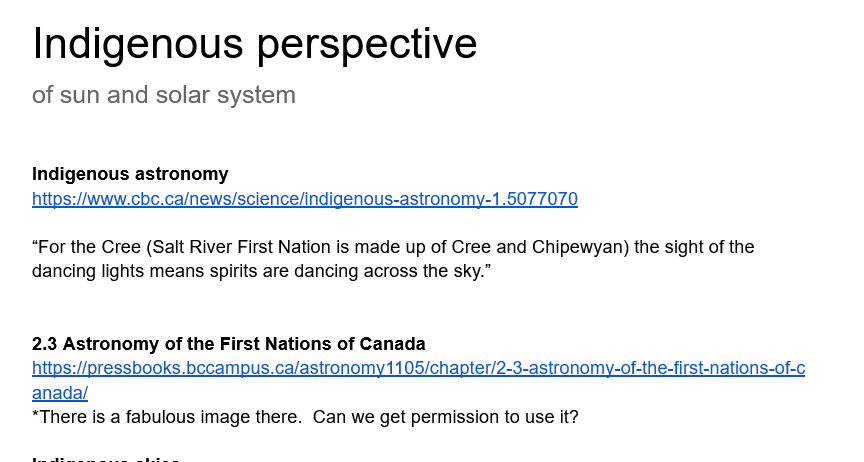 Indigenous perspective
of sun and solar system
Indigenous astronomy
https://www.cbc.ca/news/science/indigenous-astronomy-1.5077070
“For the Cree (Salt River First Nation is made up of Cree and Chipewyan) the sight of the
dancing lights means spirits are dancing across the sky.”
2.3 Astronomy of the First Nations of Canada
https://pressbooks.bccampus.ca/astronomy1105/chapter/2-3-astronomy-of-the-first-nations-of-c
anada/
*There is a fabulous image there.  Can we get permission to use it?
Indigenous skies